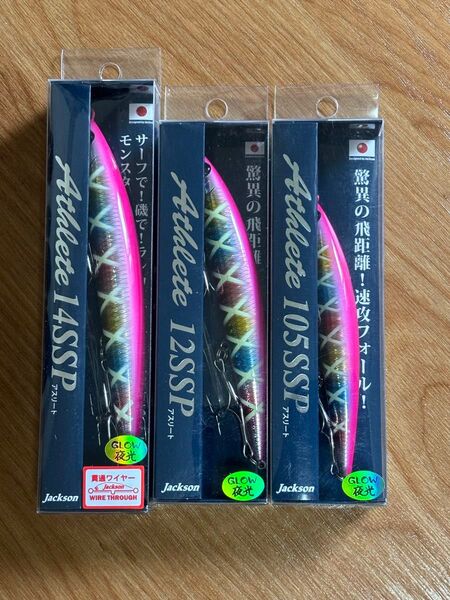 サーフで！磯で！
モンスタ
Athlete 14SSP
アスリート
GLOW
夜光
貫通ワイヤー
Jackson
WIRE THROUGH
Jackson
驚異の飛距離
Athlete 12SSP
アスリート
GLOW
夜光
Jackson
驚異の飛距離！速攻フォール！
Athlete 105SSP
アスリート
GLOW
夜光
Jackson